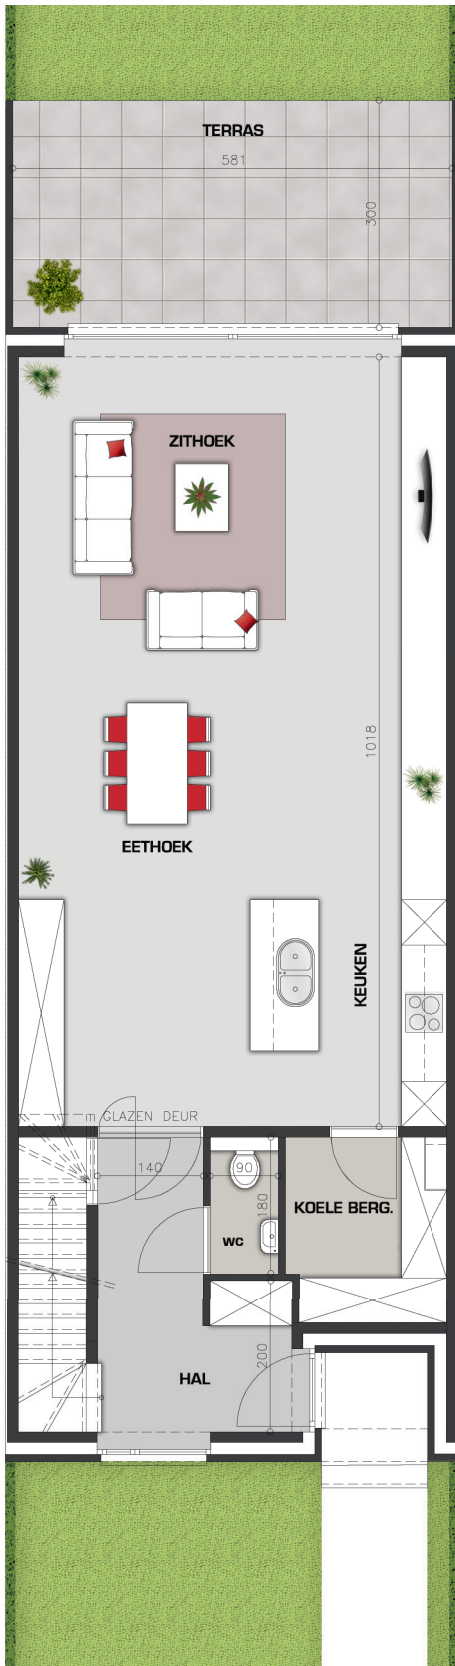 TERRAS
581
300
ZITHOEK
1018
EETHOEK
KEUKEN
GLAZEN DEUR
140
90
180
KOELE BERG.
WC
200
HAL